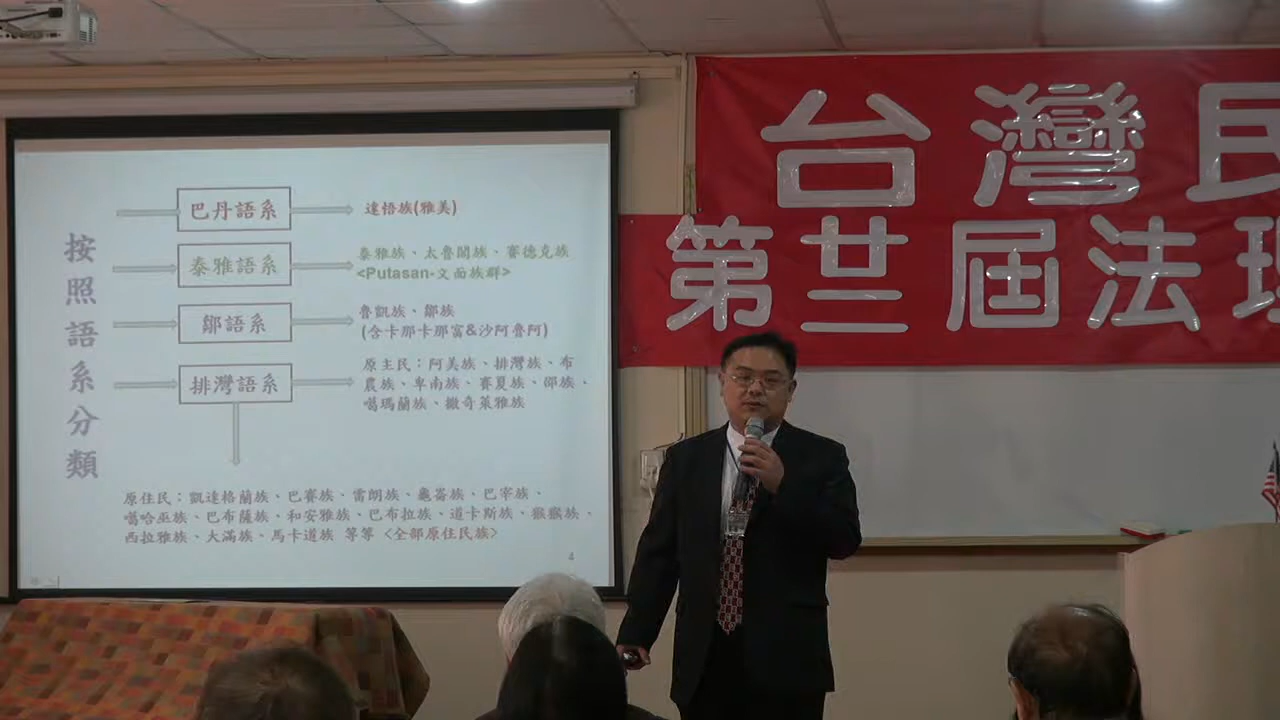 按照語系分類
巴丹語系
達悟族(雅美)
泰雅語系
泰雅族、太魯閣族、賽德克族
<Putasan-文面族群>
鄒語系
魯凱族、鄒族
(含卡那卡那富&沙阿魯阿)
排灣語系
原主民：阿美族、排灣族、布
農族、卑南族、賽夏族、邵族、
噶瑪蘭族、撒奇萊雅族
原住民：凱達格蘭族、巴賽族、雷朗族、龜崙族、巴宰族、
噶哈巫族、巴布薩族、和安雅族、巴布拉族、道卡斯族、猴猴族、
西拉雅族、大滿族、馬卡道族 等等 <全部原住民族>
4
台灣民
第廿一屆法理